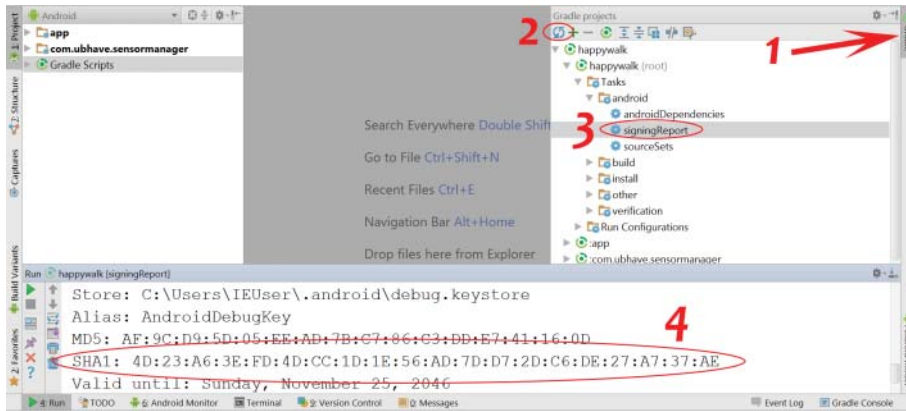 Android
Gradle projects
1: Project
app
com.ubhave.sensormanager
Gradle Scripts
2
1
happywalk
happywalk (root)
Tasks
android
androidDependencies
3
signingReport
sourceSets
build
install
other
verification
Run Configurations
:app
:com.ubhave.sensormanager
Z: Structure
Captures
Build Variants
2: Favorites
Search Everywhere Double Shift
Go to File Ctrl+Shift+N
Recent Files Ctrl+E
Navigation Bar Alt+Home
Drop files here from Explorer
Run happywalk [signingReport]
Store: C:\Users\IEUser\.android\debug.keystore
Alias: AndroidDebugKey
4
MD5: AF:9C:D9:5D:05:EE:AD:7B:C7:86:C3:DD:E7:41:16:0D
SHA1: 4D:23:A6:3E:FD:4D:CC:1D:1E:56:AD:7D:D7:2D:C6:DE:27:A7:37:AE
Valid until: Sunday, November 25, 2046
4: Run TODO 6: Android Monitor Terminal 9: Version Control 0: Messages Event Log Gradle Console